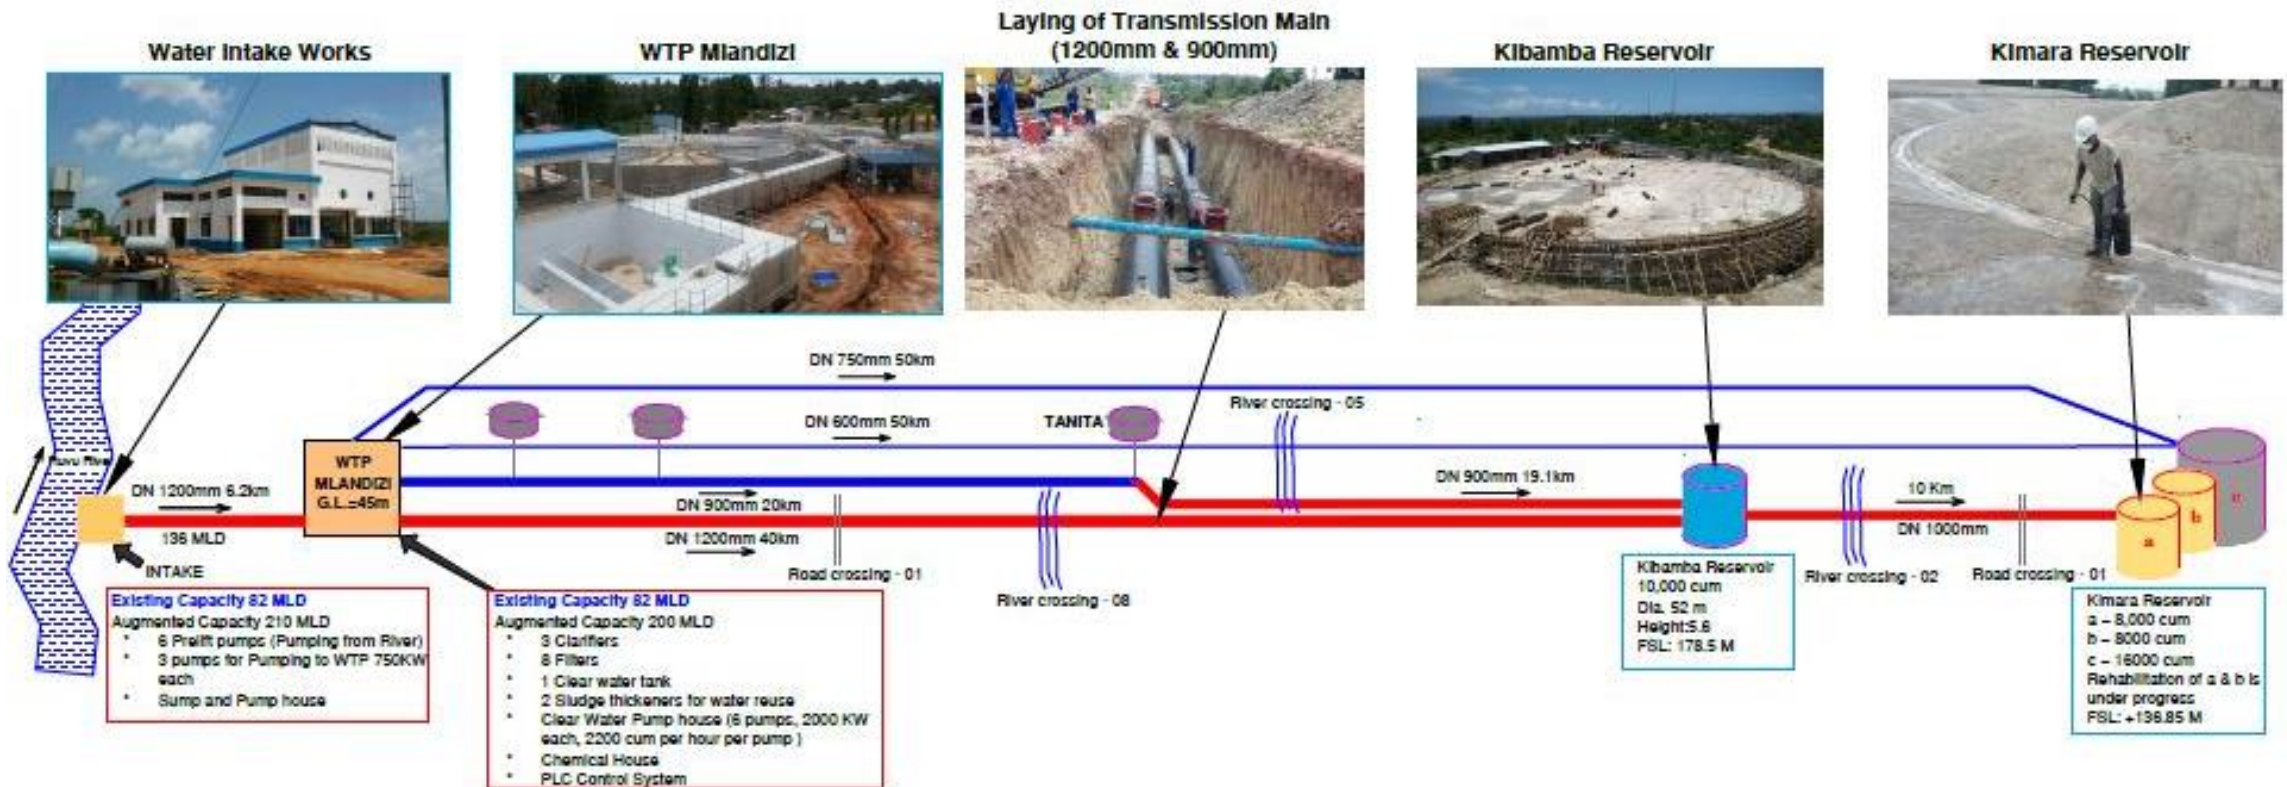 Water Intake Works
WTP Mlandizi
Laying of Transmission Main
(1200mm & 900mm)
Kibamba Reservoir
Kimara Reservoir
DN 750mm 50km
DN 600mm 50km
TANITA
River crossing - 05
DN 1200mm 6.2km
136 MLD
INTAKE
WTP
MLANDIZI
G.L.=45m
DN 900mm 20km
DN 1200mm 40km
Road crossing - 01
River crossing - 08
DN 900mm 19.1km
10 Km
DN 1000mm
River crossing - 02
Road crossing - 01
a
b
c
Existing Capacity 82 MLD
Augmented Capacity 210 MLD
• 6 Prelift pumps (Pumping from River)
• 3 pumps for Pumping to WTP 750KW
each
• Sump and Pump house
Existing Capacity 82 MLD
Augmented Capacity 200 MLD
• 3 Clarifiers
• 8 Filters
• 1 Clear water tank
• 2 Sludge thickeners for water reuse
• Clear Water Pump house (6 pumps, 2000 KW
each, 2200 cum per hour per pump )
• Chemical House
• PLC Control System
Kibamba Reservoir
10,000 cum
Dia. 52 m
Height:5.6
FSL: 178.5 M
Kimara Reservoir
a – 8,000 cum
b – 8000 cum
c – 16000 cum
Rehabilitation of a & b is
under progress
FSL: +136.85 M